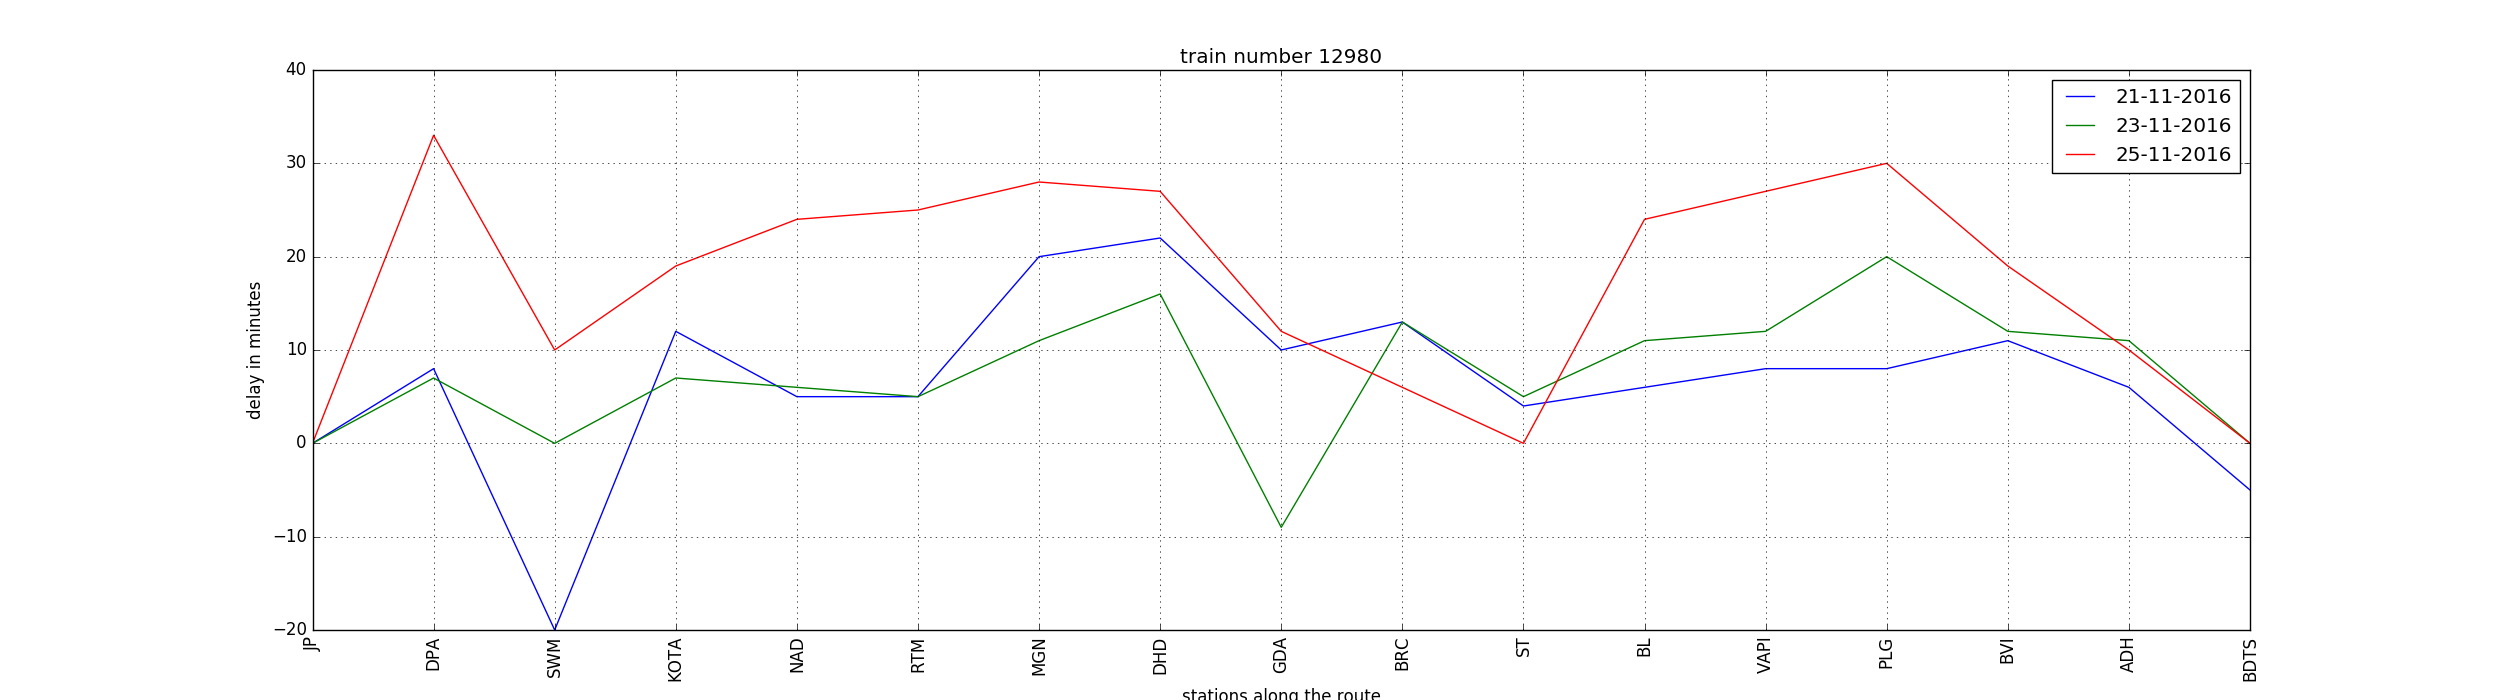 train number 12980
40
30
20
10
0
−10
−20
delay in minutes
21-11-2016
23-11-2016
25-11-2016
JP
DPA
SWM
KOTA
NAD
RTM
MGN
DHD
GDA
BRC
ST
BL
VAPI
PLG
BVI
ADH
BDTS
stations along the route